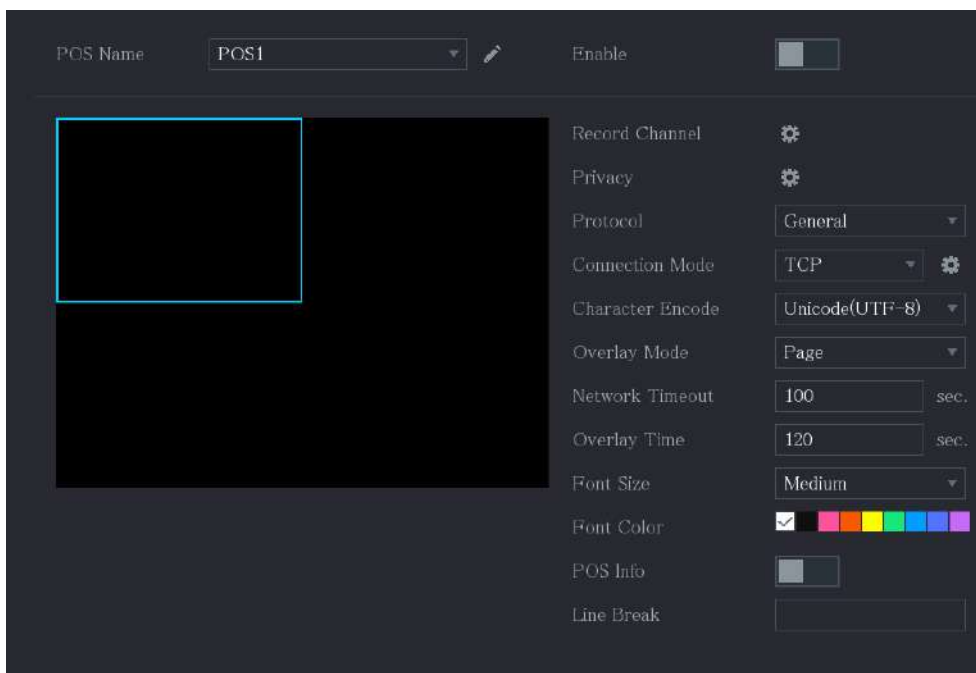 POS Name POS1 Enable
Record Channel
Privacy
Protocol General
Connection Mode TCP
Character Encode Unicode(UTF-8)
Overlay Mode Page
Network Timeout 100 sec.
Overlay Time 120 sec.
Font Size Medium
Font Color
POS Info
Line Break